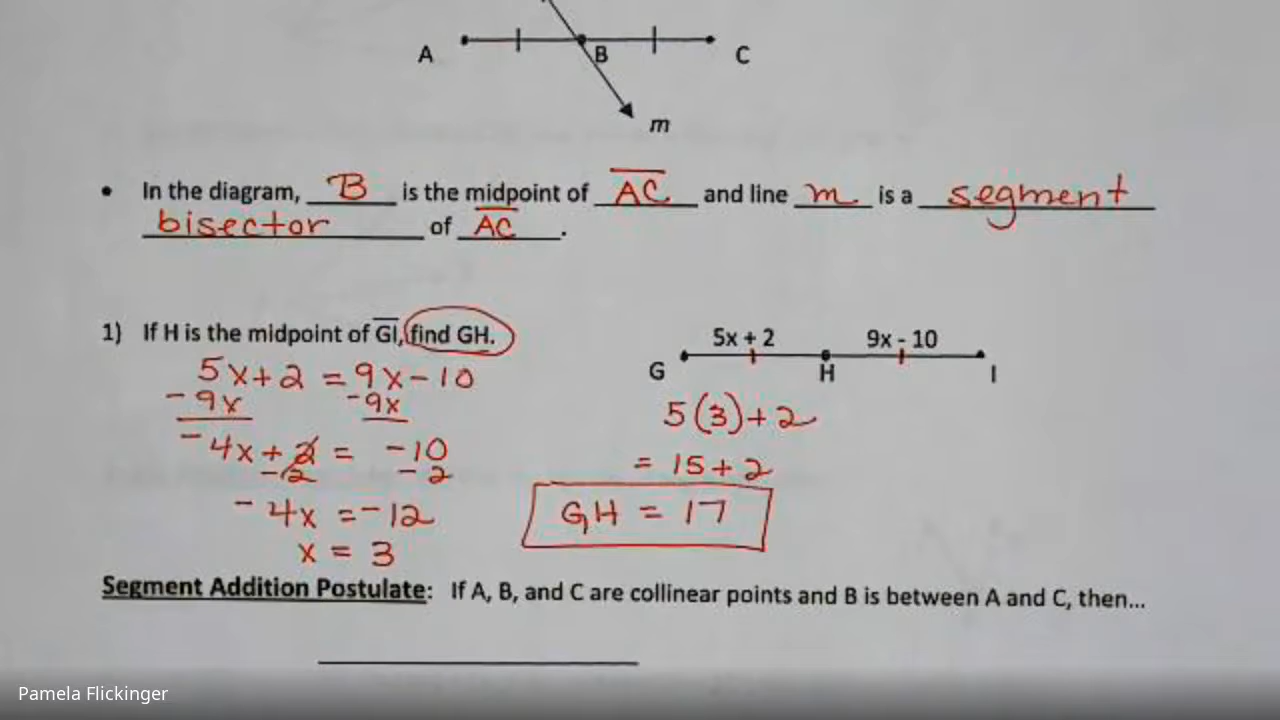 A B C
m
• In the diagram, B is the midpoint of AC and line m is a segment
bisector of AC.
1) If H is the midpoint of GI, find GH.
5x + 2 9x - 10
G H I
5x+2 = 9x-10
-9x -9x
-4x+2 = -10
-2 -2
-4x = -12
x = 3
5(3)+2
= 15+2
GH = 17
Segment Addition Postulate: If A, B, and C are collinear points and B is between A and C, then...
Pamela Flickinger